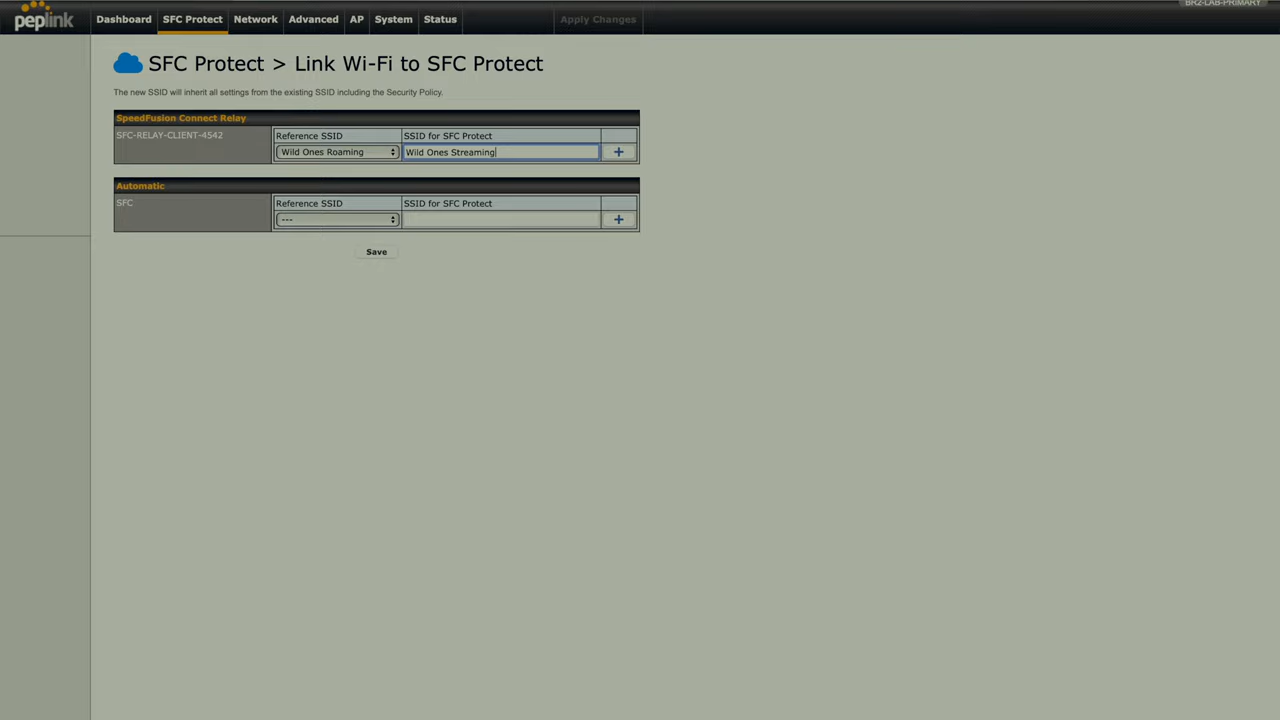 BR2-LAB-PRIMARY
peplink
Dashboard SFC Protect Network Advanced AP System Status Apply Changes
SFC Protect > Link Wi-Fi to SFC Protect
The new SSID will inherit all settings from the existing SSID including the Security Policy.
SpeedFusion Connect Relay
SFC-RELAY-CLIENT-4542 Reference SSID SSID for SFC Protect
Wild Ones Roaming Wild Ones Streaming +
Automatic
SFC Reference SSID SSID for SFC Protect
--- +
Save